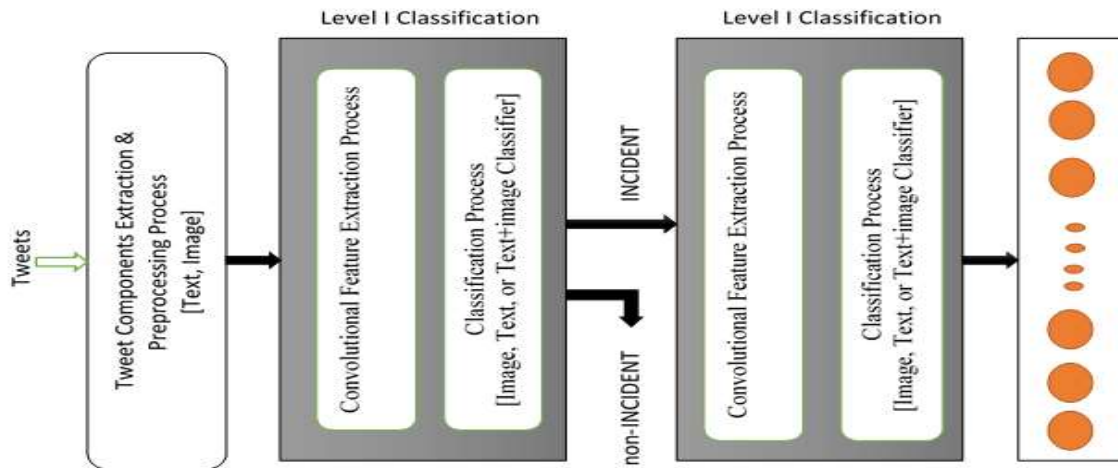 Level I Classification
Level I Classification
Tweets
Tweet Components Extraction &
Preprocessing Process
[Text, Image]
Convolutional Feature Extraction Process
Classification Process
[Image, Text, or Text+image Classifier]
INCIDENT
non-INCIDENT
Convolutional Feature Extraction Process
Classification Process
[Image, Text, or Text+image Classifier]